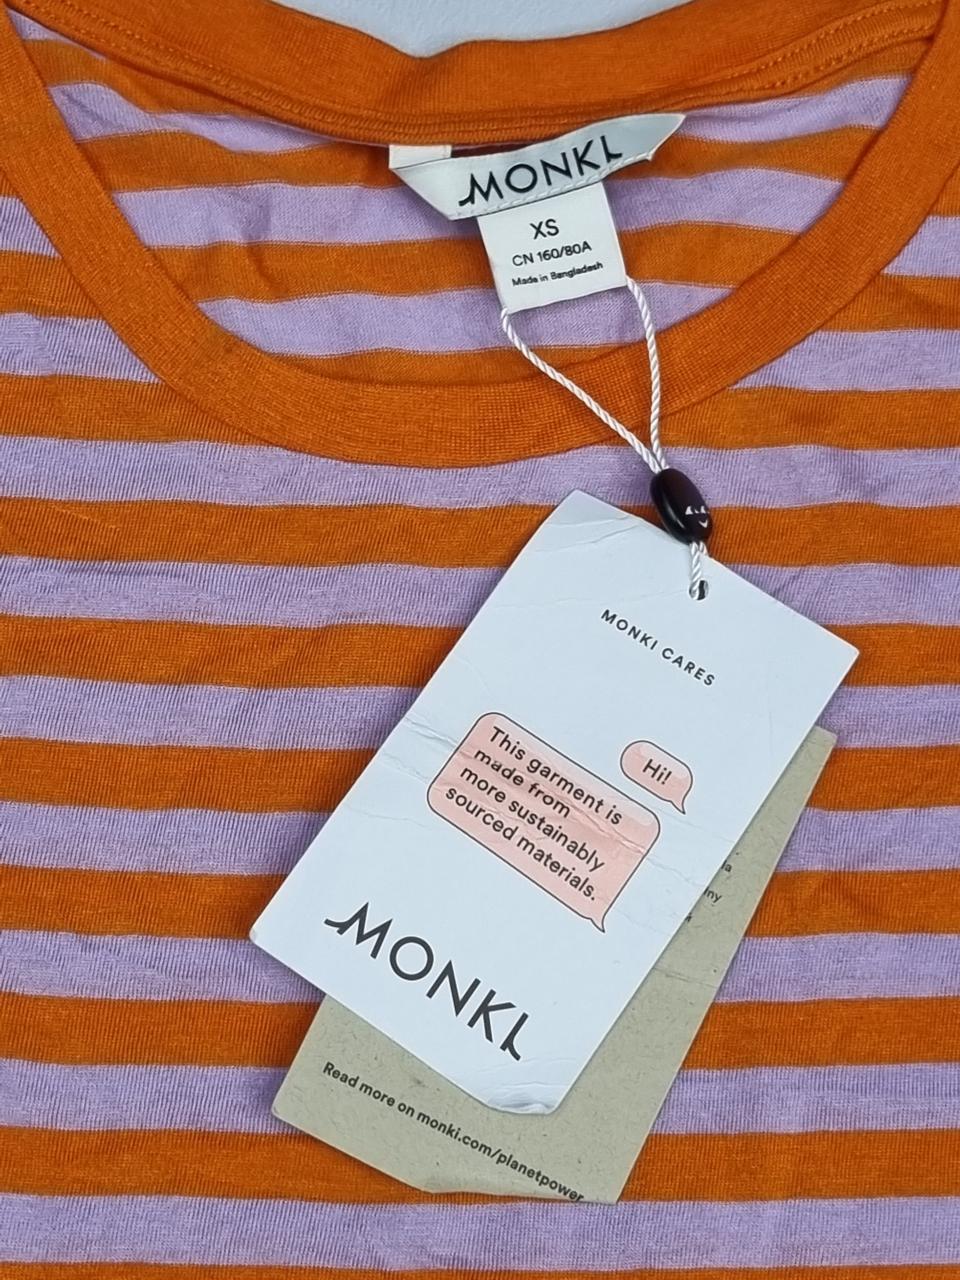 MONKI
XS
CN 160/80A
Made in Bangladesh
MONKI CARES
Hi!
This garment is
made from
more sustainably
sourced materials.
MONKI
Read more on monki.com/planetpower